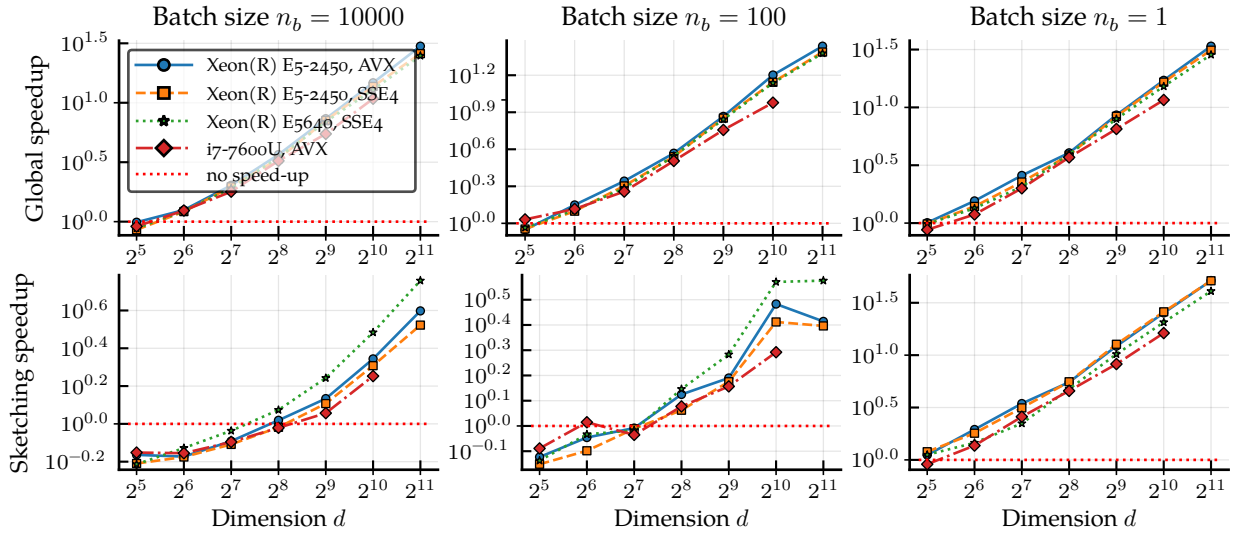 Batch size n_b = 10000
Batch size n_b = 100
Batch size n_b = 1
Global speedup
10^1.5
10^1.0
10^0.5
10^0.0
Xeon(R) E5-2450, AVX
Xeon(R) E5-2450, SSE4
Xeon(R) E5640, SSE4
i7-7600U, AVX
no speed-up
2^5 2^6 2^7 2^8 2^9 2^10 2^11
10^1.2
10^0.9
10^0.6
10^0.3
10^0.0
2^5 2^6 2^7 2^8 2^9 2^10 2^11
10^1.5
10^1.0
10^0.5
10^0.0
2^5 2^6 2^7 2^8 2^9 2^10 2^11
Sketching speedup
10^0.6
10^0.4
10^0.2
10^0.0
10^−0.2
2^5 2^6 2^7 2^8 2^9 2^10 2^11
Dimension d
10^0.5
10^0.4
10^0.3
10^0.2
10^0.1
10^0.0
10^−0.1
2^5 2^6 2^7 2^8 2^9 2^10 2^11
Dimension d
10^1.5
10^1.0
10^0.5
10^0.0
2^5 2^6 2^7 2^8 2^9 2^10 2^11
Dimension d